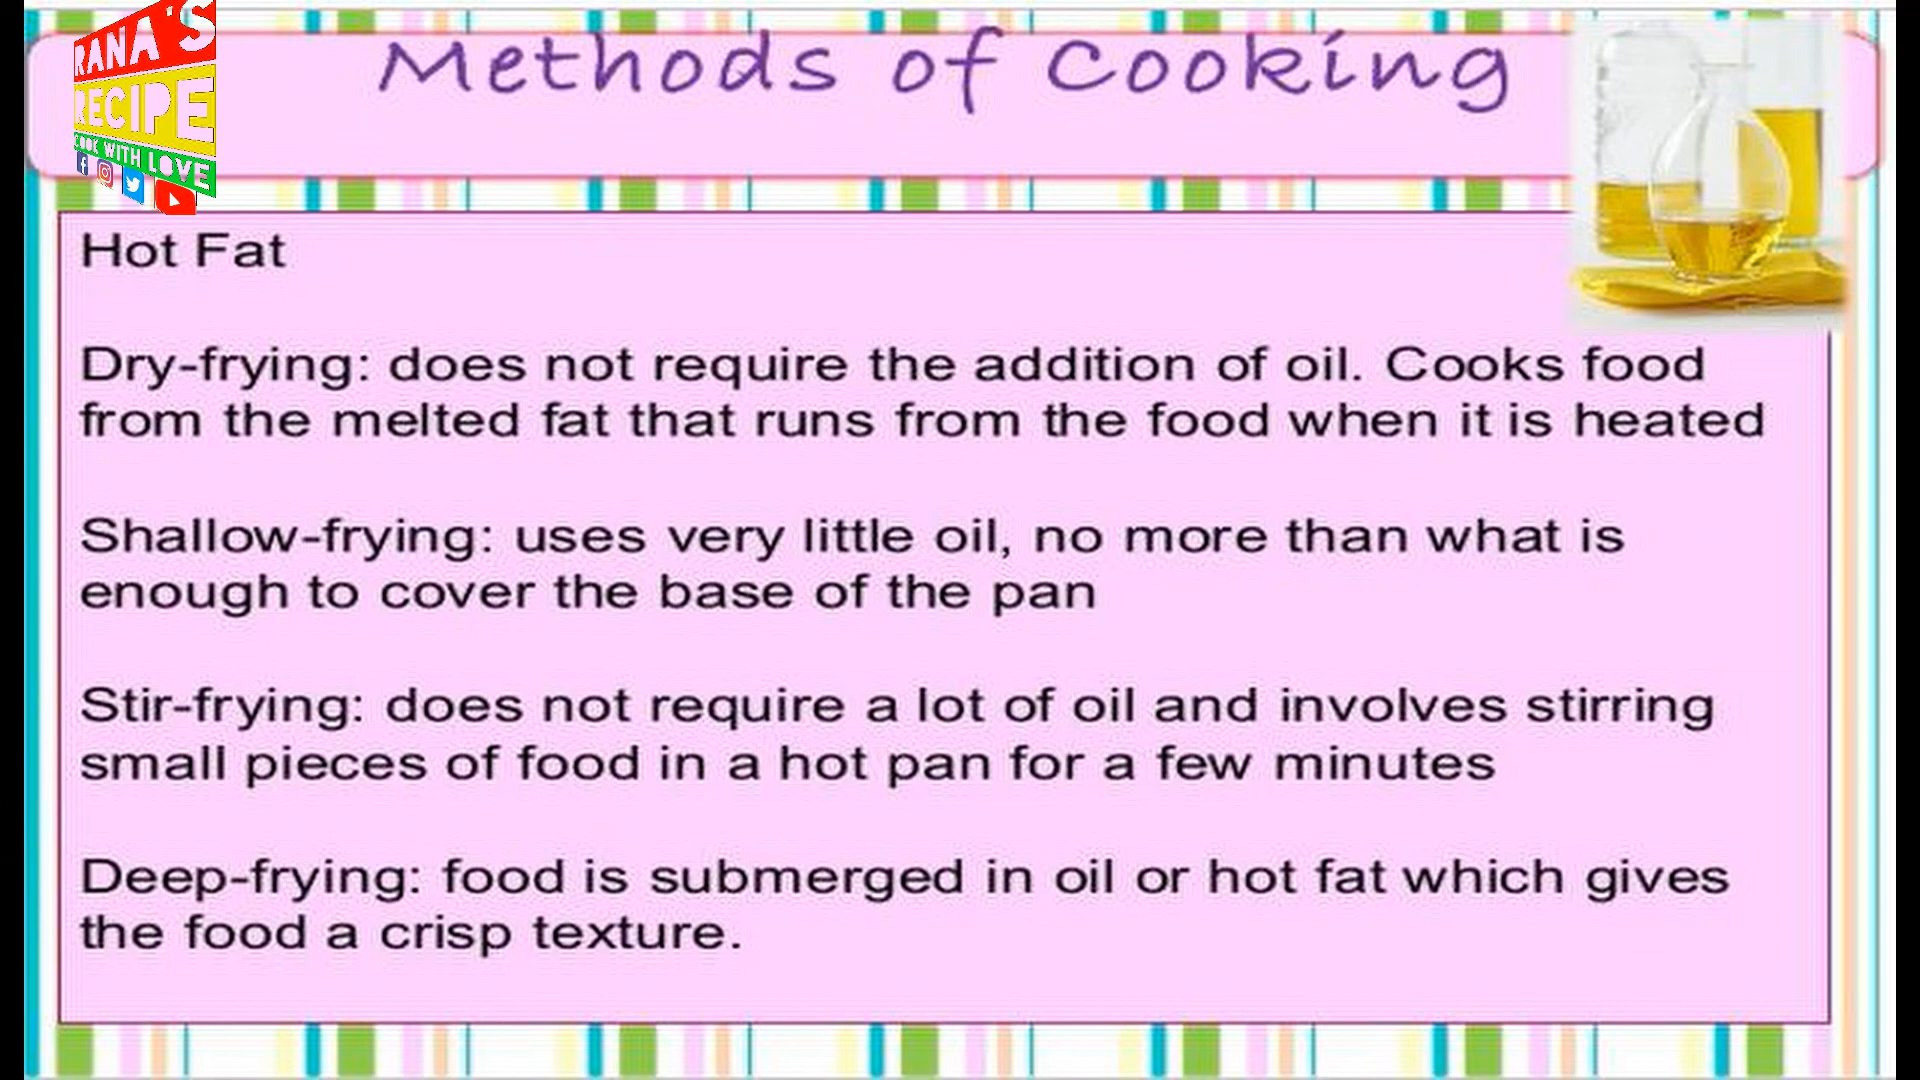 RANA'S
RECIPE
COOK WITH LOVE
Methods of Cooking
Hot Fat
Dry-frying: does not require the addition of oil. Cooks food
from the melted fat that runs from the food when it is heated
Shallow-frying: uses very little oil, no more than what is
enough to cover the base of the pan
Stir-frying: does not require a lot of oil and involves stirring
small pieces of food in a hot pan for a few minutes
Deep-frying: food is submerged in oil or hot fat which gives
the food a crisp texture.